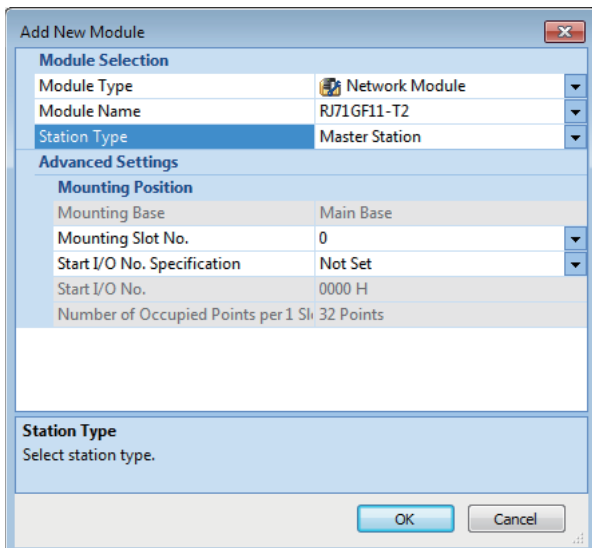 Add New Module
Module Selection
Module Type Network Module
Module Name RJ71GF11-T2
Station Type Master Station
Advanced Settings
Mounting Position
Mounting Base Main Base
Mounting Slot No. 0
Start I/O No. Specification Not Set
Start I/O No. 0000 H
Number of Occupied Points per 1 Sl 32 Points
Station Type
Select station type.
OK Cancel